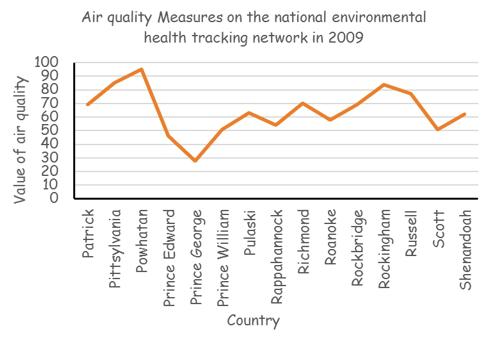 Air quality Measures on the national environmental
health tracking network in 2009
Value of air quality
100
90
80
70
60
50
40
30
20
10
0
Patrick
Pittsylvania
Powhatan
Prince Edward
Prince George
Prince William
Pulaski
Rappahannock
Richmond
Roanoke
Rockbridge
Rockingham
Russell
Scott
Shenandoah
Country